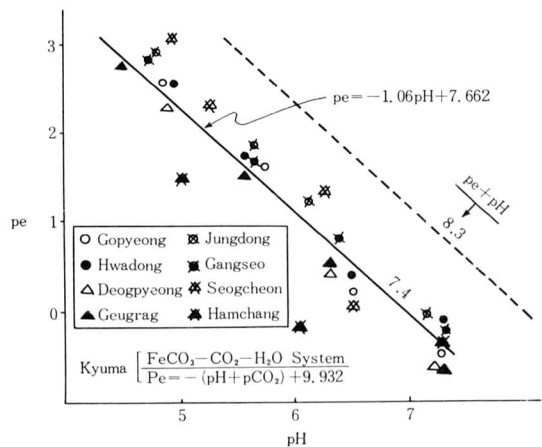 3
2
1
0
pe
pe=−1.06pH+7.662
pe+pH
8.3
7.4
Gopyeong
Jungdong
Hwadong
Gangseo
Deogpyeong
Seogcheon
Geugrag
Hamchang
Kyuma [ FeCO₃−CO₂−H₂O System
Pe=−(pH+pCO₂)+9.932
5
6
7
pH